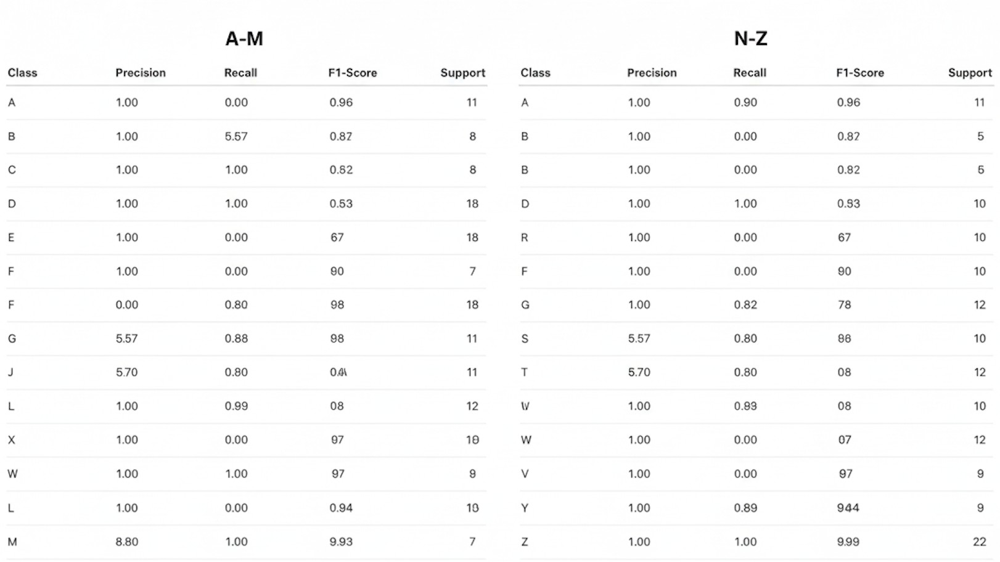 A-M
Class Precision Recall F1-Score Support
A 1.00 0.00 0.96 11
B 1.00 5.57 0.87 8
C 1.00 1.00 0.82 8
D 1.00 1.00 0.53 18
E 1.00 0.00 67 18
F 1.00 0.00 90 7
F 0.00 0.80 98 18
G 5.57 0.88 98 11
J 5.70 0.80 11
L 1.00 0.99 08 12
X 1.00 0.00 97
W 1.00 1.00 97 9
L 1.00 0.00 0.94
M 8.80 1.00 9.93 7
N-Z
Class Precision Recall F1-Score Support
A 1.00 0.90 0.96 11
B 1.00 0.00 0.82 5
B 1.00 0.00 0.82 5
D 1.00 1.00 0.93 10
R 1.00 0.00 67 10
F 1.00 0.00 90 10
G 1.00 0.82 78 12
S 5.57 0.80 10
T 5.70 0.80 08 12
1.00 0.93 08 10
W 1.00 0.00 07 12
V 1.00 0.00 97 9
Y 1.00 0.89 944 9
Z 1.00 1.00 9.99 22